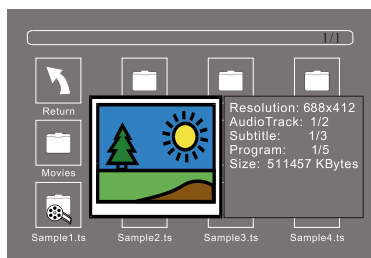 1/1
Return
Resolution: 688x412
AudioTrack: 1/2
Subtitle: 1/3
Program: 1/5
Size: 511457 KBytes
Movies
Sample1.ts Sample2.ts Sample3.ts Sample4.ts